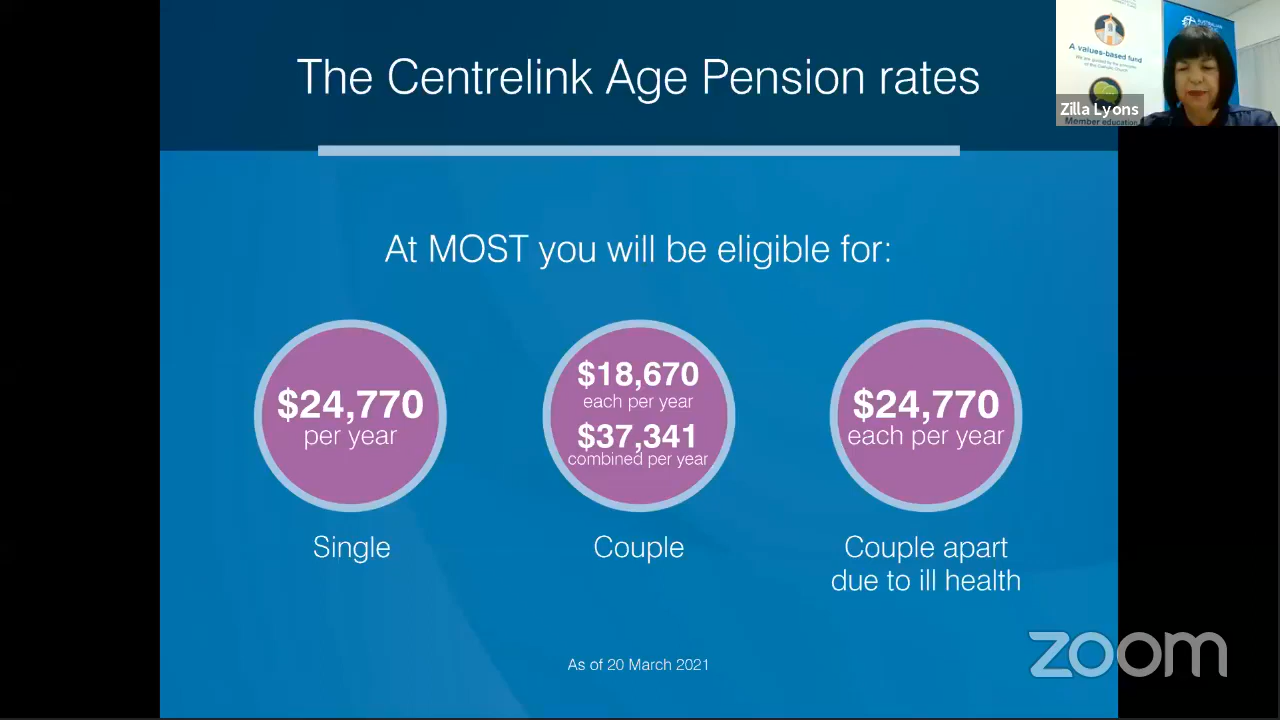 The Centrelink Age Pension rates
A values-based fund
Zilla Lyons
Member education
At MOST you will be eligible for:
$24,770
per year
$18,670
each per year
$37,341
combined per year
$24,770
each per year
Single
Couple
Couple apart
due to ill health
As of 20 March 2021
zoom